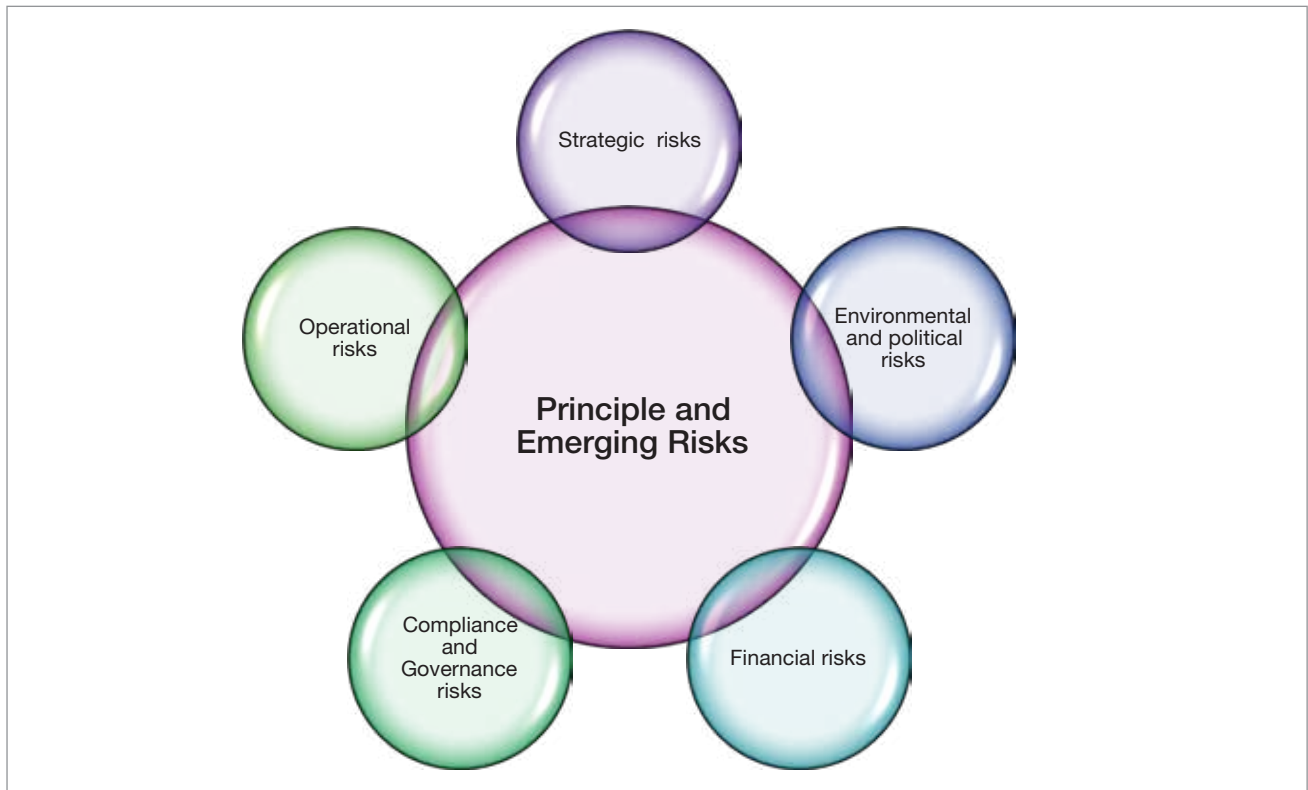 Strategic risks
Environmental
and political
risks
Operational
risks
Principle and
Emerging Risks
Compliance
and
Governance
risks
Financial risks